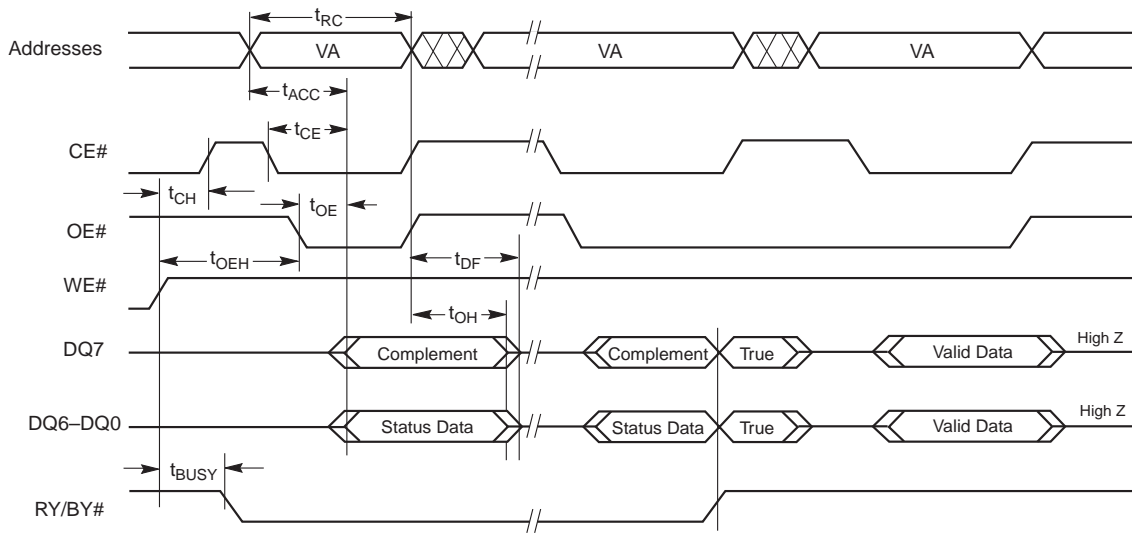 tRC
Addresses VA VA VA
tACC
tCE
CE#
tCH tOE
OE#
tOEH tDF
WE#
tOH
DQ7 Complement Complement True Valid Data High Z
DQ6–DQ0 Status Data Status Data True Valid Data High Z
tBUSY
RY/BY#